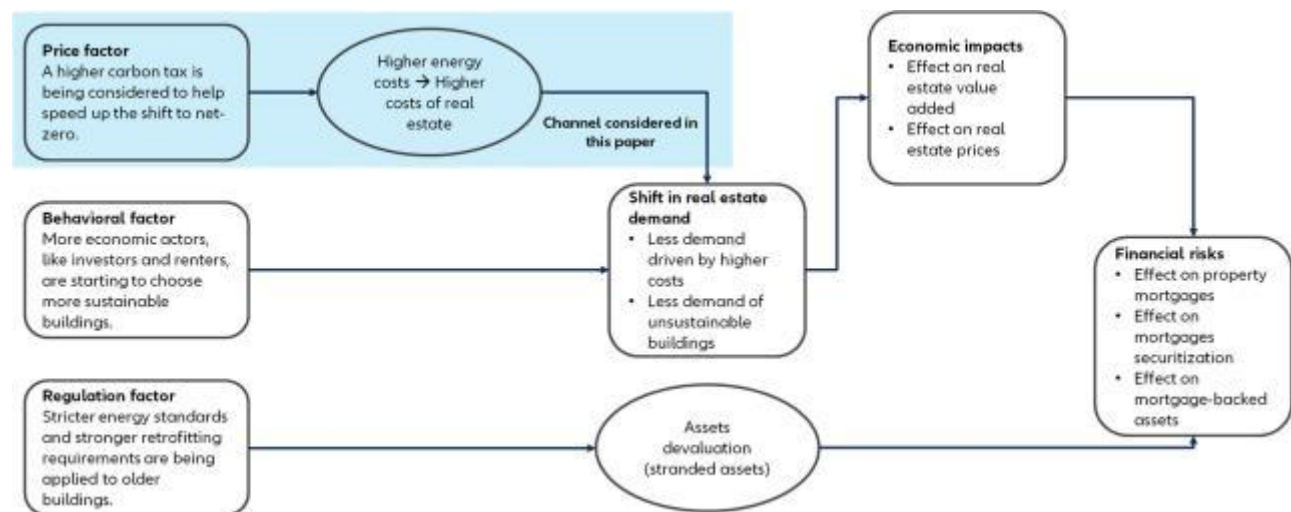 Price factor
A higher carbon tax is
being considered to help
speed up the shift to net-
zero.
Higher energy
costs → Higher
costs of real
estate
Channel considered in
this paper
Economic impacts
• Effect on real
estate value
added
• Effect on real
estate prices
Behavioral factor
More economic actors,
like investors and renters,
are starting to choose
more sustainable
buildings.
Shift in real estate
demand
• Less demand
driven by higher
costs
• Less demand of
unsustainable
buildings
Financial risks
• Effect on property
mortgages
• Effect on
mortgages
securitization
• Effect on
mortgage-backed
assets
Regulation factor
Stricter energy standards
and stronger retrofitting
requirements are being
applied to older
buildings.
Assets
devaluation
(stranded assets)